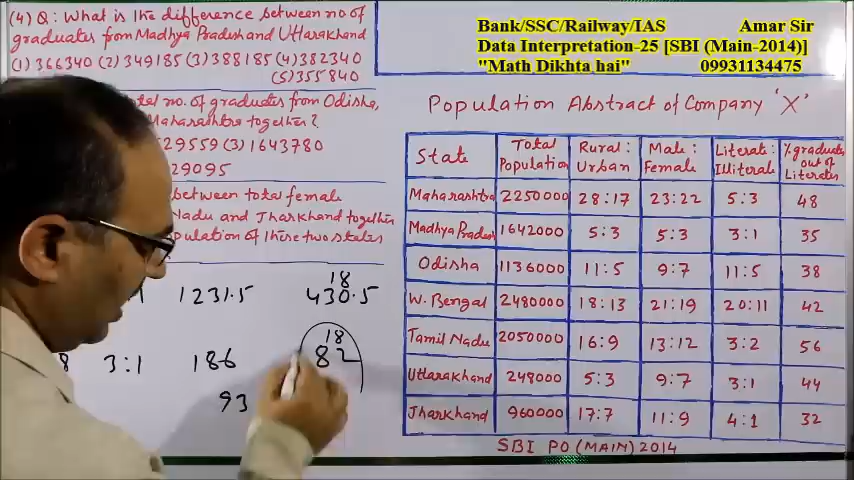 (4) Q: What is the difference between no of
graduates from Madhya Pradesh and Uttarakhand
(1) 366340 (2) 349185 (3) 388185 (4) 382340
(5) 355840
Bank/SSC/Railway/IAS Amar Sir
Data Interpretation-25 [SBI (Main-2014)]
"Math Dikhta hai" 09931134475
no. of graduates from Odisha,
Maharashtra together?
29559 (3) 1643780
29095
between total female
Nadu and Jharkhand together
population of these two states
1231.5 18
430.5
3:1 186 18
82
93
Population Abstract of Company 'X'
State Total Population Rural: Urban Male: Female Literate: Illiterate % graduates out of Literates
Maharashtra 2250000 28:17 23:22 5:3 48
Madhya Pradesh 1642000 5:3 5:3 3:1 35
Odisha 1136000 11:5 9:7 11:5 38
W. Bengal 2480000 18:13 21:19 20:11 42
Tamil Nadu 2050000 16:9 13:12 3:2 56
Uttarakhand 248000 5:3 9:7 3:1 44
Jharkhand 960000 17:7 11:9 4:1 32
SBI PO (MAIN) 2014